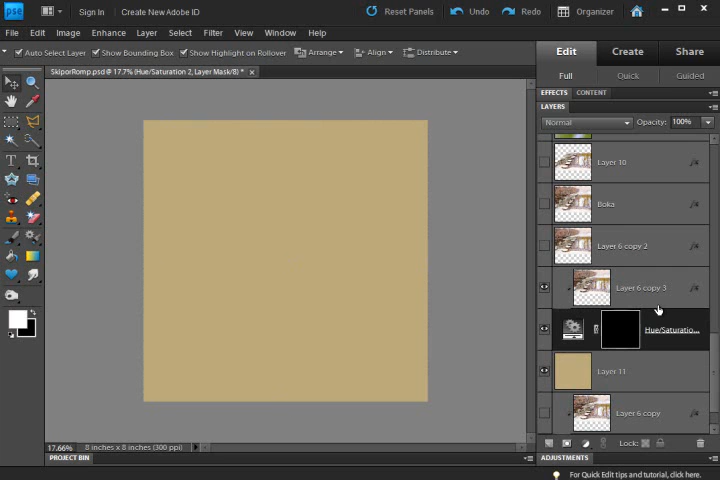 pse Sign In Create New Adobe ID Reset Panels Undo Redo Organizer
File Edit Image Enhance Layer Select Filter View Window Help
Auto Select Layer Show Bounding Box Show Highlight on Rollover Arrange Align Distribute
Edit Create Share
SkiporRomp.psd @ 17.7% (Hue/Saturation 2, Layer Mask/8) * ×
Full Quick Guided
EFFECTS CONTENT
LAYERS
Normal Opacity: 100%
Layer 10
Boka
Layer 6 copy 2
Layer 6 copy 3
Hue/Saturatio...
Layer 11
Layer 6 copy
17.66% 8 inches x 8 inches (300 ppi) Lock:
PROJECT BIN ADJUSTMENTS
For Quick Edit tips and tutorial, click here.